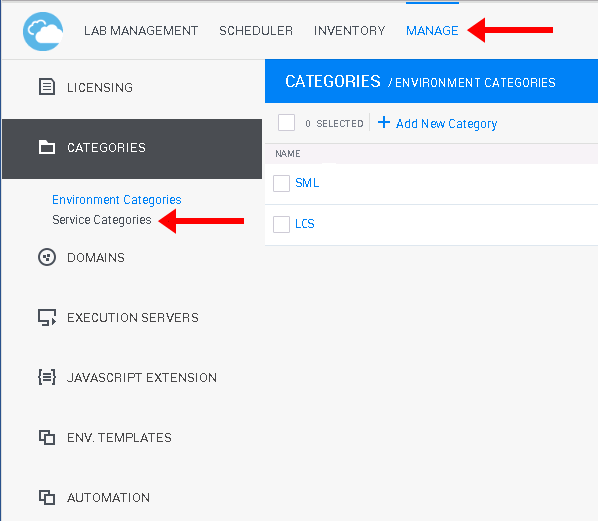 LAB MANAGEMENT SCHEDULER INVENTORY MANAGE
LICENSING
CATEGORIES
Environment Categories
Service Categories
DOMAINS
EXECUTION SERVERS
JAVASCRIPT EXTENSION
ENV. TEMPLATES
AUTOMATION
CATEGORIES / ENVIRONMENT CATEGORIES
0 SELECTED + Add New Category
NAME
SML
LCS